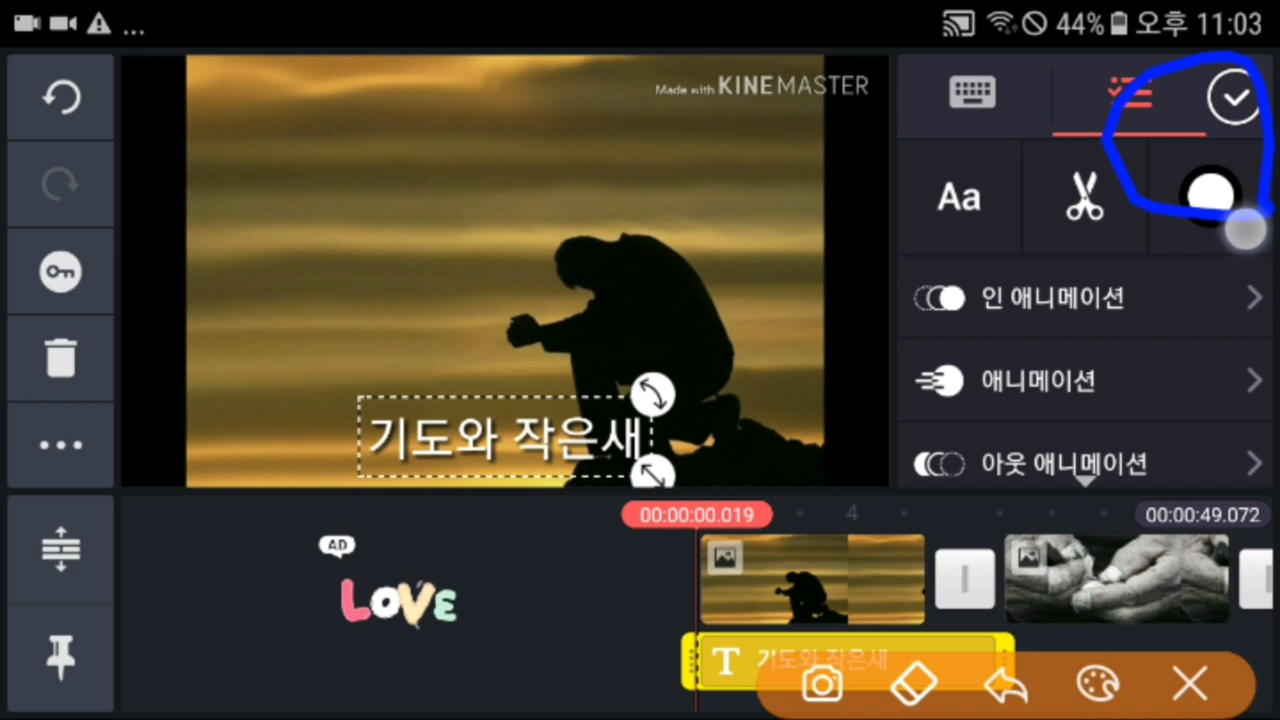 ... 44% 오후 11:03
Made with KINEMASTER
Aa
인 애니메이션
애니메이션
아웃 애니메이션
기도와 작은새
00:00:00.019 4 00:00:49.072
AD
LOVE
T 기도와 작은새